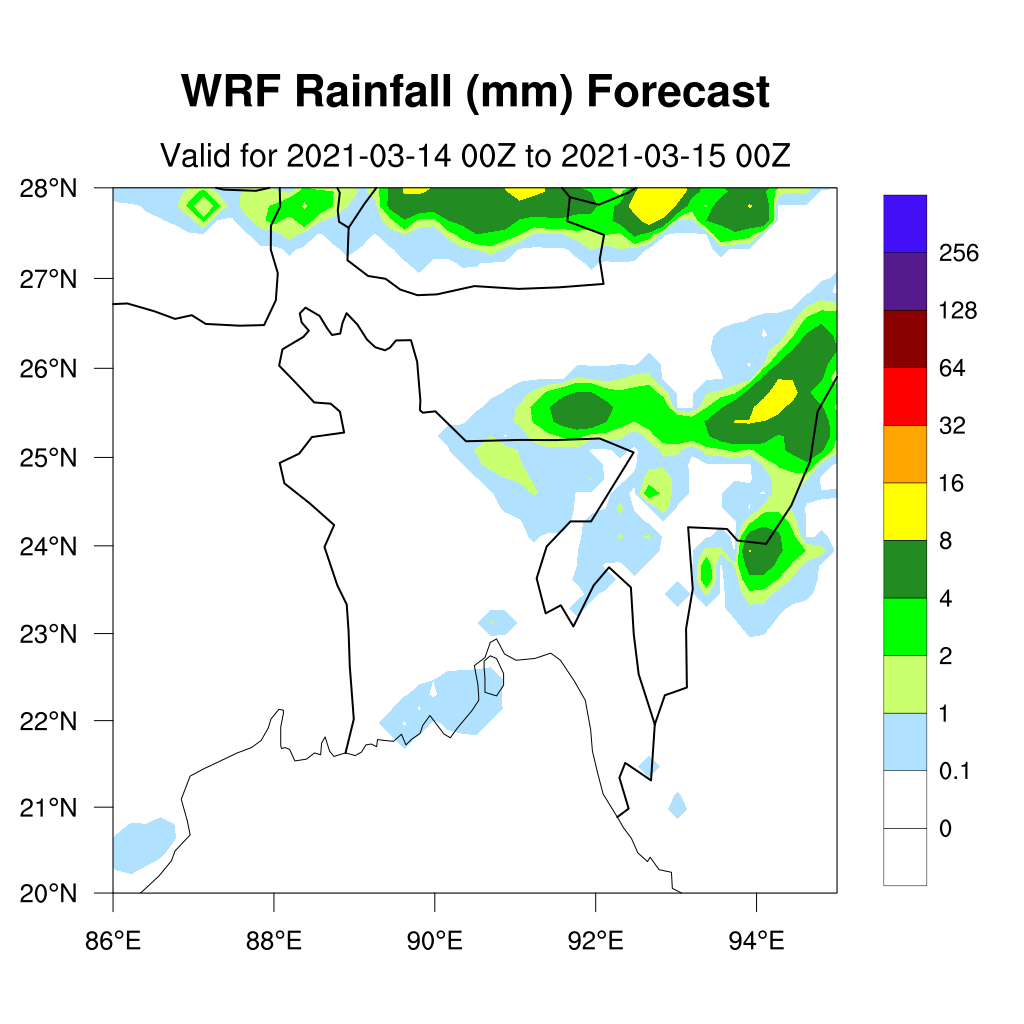 WRF Rainfall (mm) Forecast
Valid for 2021-03-14 00Z to 2021-03-15 00Z
28°N
27°N
26°N
25°N
24°N
23°N
22°N
21°N
20°N
86°E 88°E 90°E 92°E 94°E
256
128
64
32
16
8
4
2
1
0.1
0